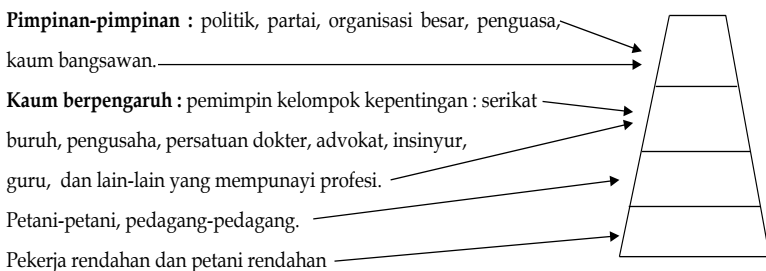 Pimpinan-pimpinan : politik, partai, organisasi besar, penguasa,
kaum bangsawan.
Kaum berpengaruh : pemimpin kelompok kepentingan : serikat
buruh, pengusaha, persatuan dokter, advokat, insinyur,
guru, dan lain-lain yang mempunayi profesi.
Petani-petani, pedagang-pedagang.
Pekerja rendahan dan petani rendahan